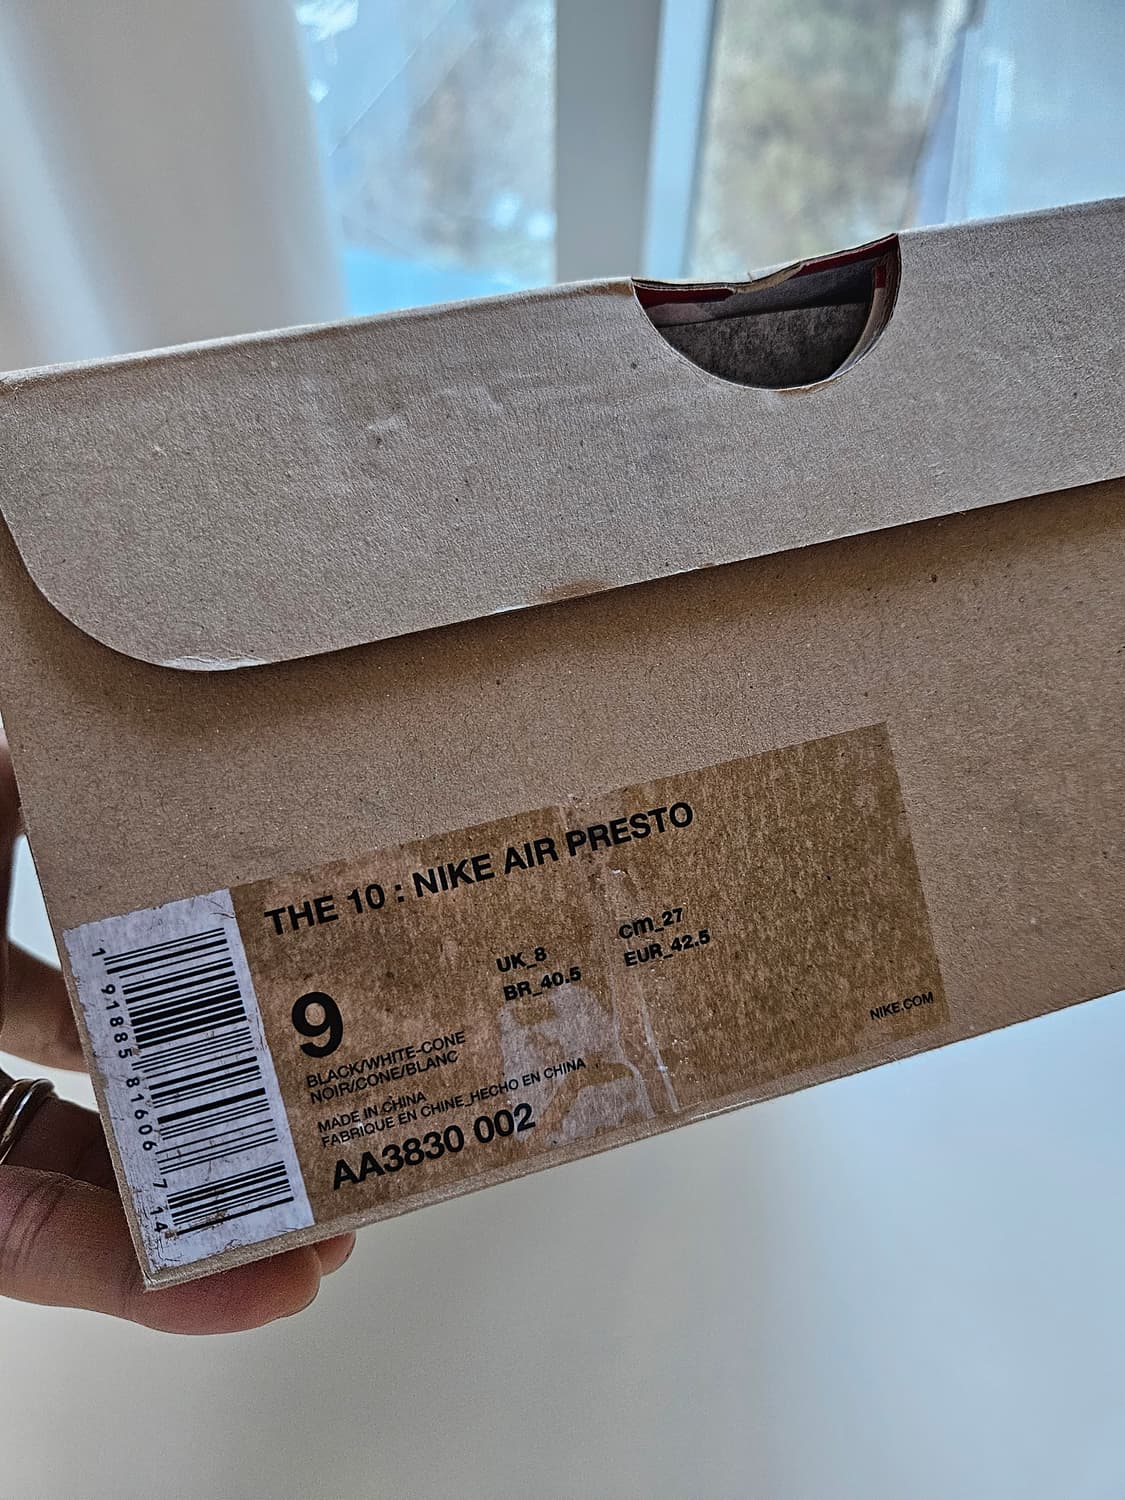 THE 10 : NIKE AIR PRESTO
9
UK_8
cm_27
BR_40.5
EUR_42.5
BLACK/WHITE-CONE
NOIR/CONE/BLANC
MADE IN CHINA
FABRIQUE EN CHINE_HECHO EN CHINA
AA3830 002
NIKE.COM
1 91885 81606 7 14